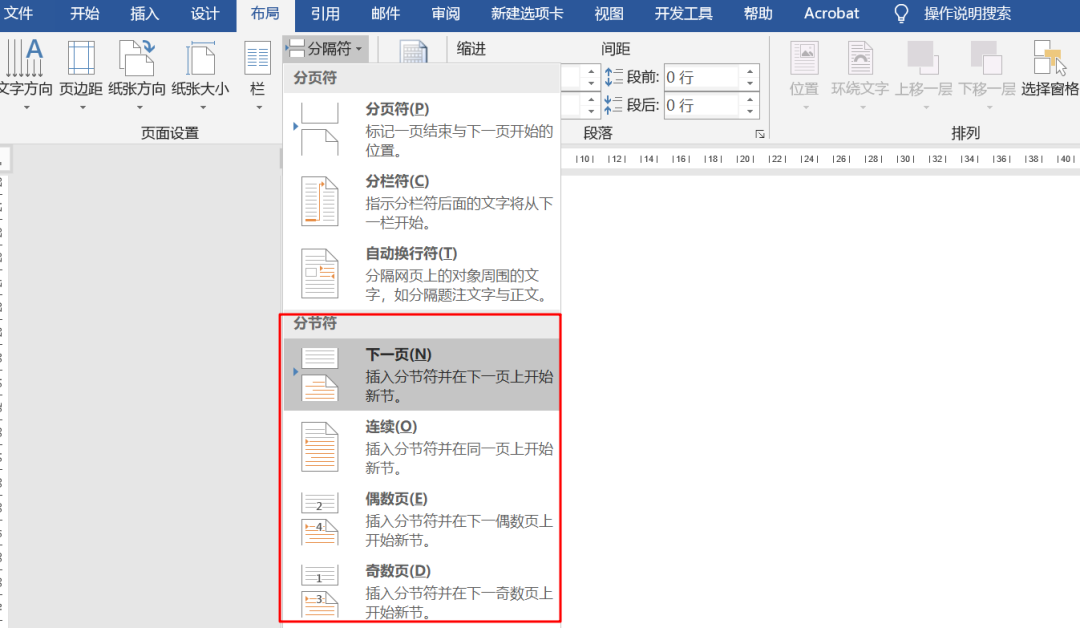 文件 开始 插入 设计 布局 引用 邮件 审阅 新建选项卡 视图 开发工具 帮助 Acrobat 操作说明搜索
文字方向 页边距 纸张方向 纸张大小 栏
页面设置
分隔符
缩进 间距
段前: 0 行
段后: 0 行
段落
位置 环绕文字 上移一层 下移一层 选择窗格
排列
|10| |12| |14| |16| |18| |20| |22| |24| |26| |28| |30| |32| |34| |36| |38| |40|
分页符
分页符(P)
标记一页结束与下一页开始的
位置。
分栏符(C)
指示分栏符后面的文字将从下
一栏开始。
自动换行符(T)
分隔网页上的对象周围的文
字，如分隔题注文字与正文。
分节符
下一页(N)
插入分节符并在下一页上开始
新节。
连续(O)
插入分节符并在同一页上开始
新节。
2
4
偶数页(E)
插入分节符并在下一偶数页上
开始新节。
1
3
奇数页(D)
插入分节符并在下一奇数页上
开始新节。